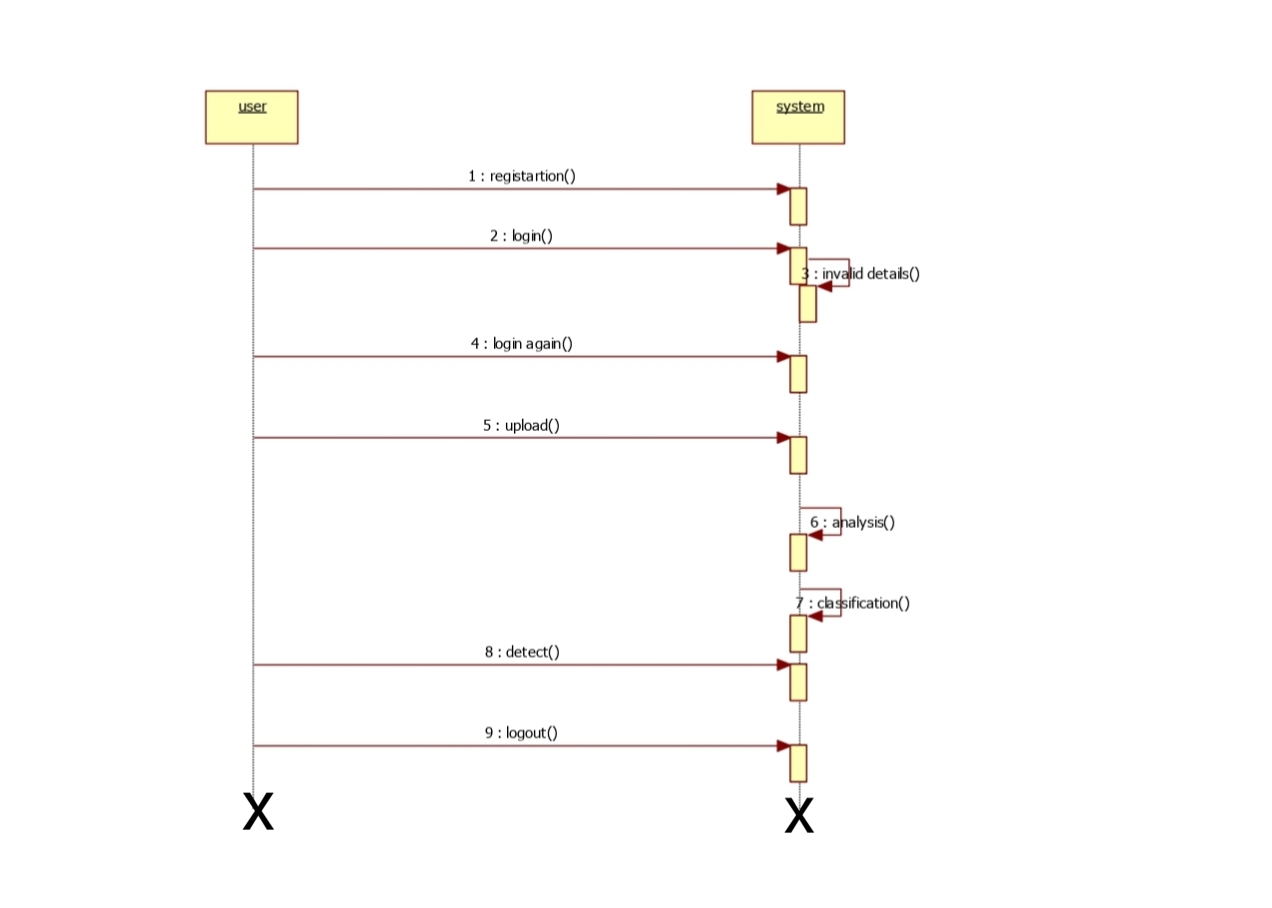 user
system
1 : registartion()
2 : login()
3 : invalid details()
4 : login again()
5 : upload()
6 : analysis()
7 : classification()
8 : detect()
9 : logout()
X
X